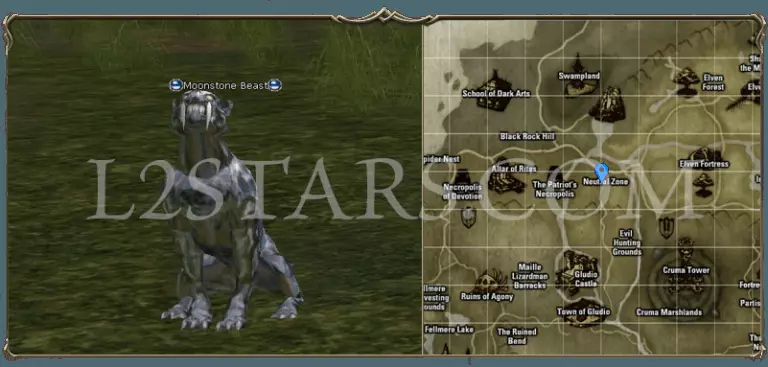 Moonstone Beast
L2STARS.COM
Swampland
Elven
Forest
School of Dark Arts
Black Rock Hill
Altar of Rites
Elven Fortress
Necropolis
of Devotion
The Patriot's
Necropolis
Neutral Zone
Evil
Hunting
Grounds
Maille
Lizardman
Barracks
Gludio
Castle
Cruma Tower
Ruins of Agony
Town of Gludio
Cruma Marshlands
Fellmere Lake
The Ruined
Bend